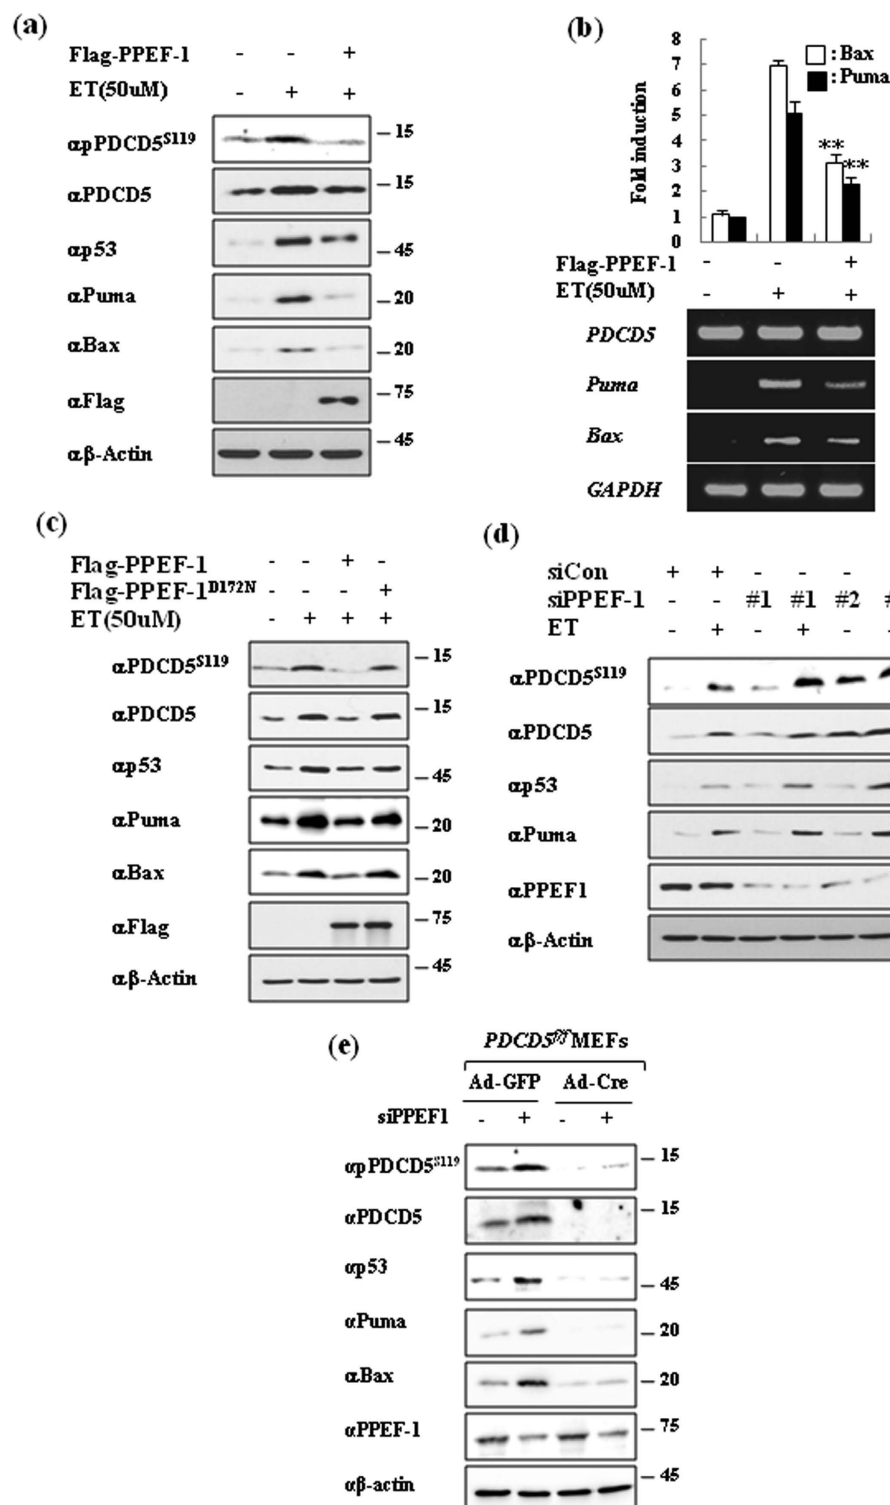 (a)
Flag-PPEF-1 - - +
ET(50uM) - + +
αpPDCD5S119 15
αPDCD5 15
αp53 45
αPuma 20
αBax 20
αFlag 75
αβ-Actin 45
(b)
8
7
6
5
4
3
2
1
0
Fold induction
: Bax
: Puma
**
**
Flag-PPEF-1 - - +
ET(50uM) - + +
PDCD5
Puma
Bax
GAPDH
(c)
Flag-PPEF-1 - - + -
Flag-PPEF-1D172N - - - +
ET(50uM) - + + +
αPDCD5S119 15
αPDCD5 15
αp53 45
αPuma 20
αBax 20
αFlag 75
αβ-Actin 45
(d)
siCon + + - - -
siPPEF-1 - - #1 #1 #2 #
ET - + - + -
αPDCD5S119
αPDCD5
αp53
αPuma
αPPEF1
αβ-Actin
(e)
PDCD5f/f MEFs
Ad-GFP Ad-Cre
siPPEF1 - + - +
αpPDCD5S119 15
αPDCD5 15
αp53 45
αPuma 20
αBax 20
αPPEF-1 75
αβ-actin 45